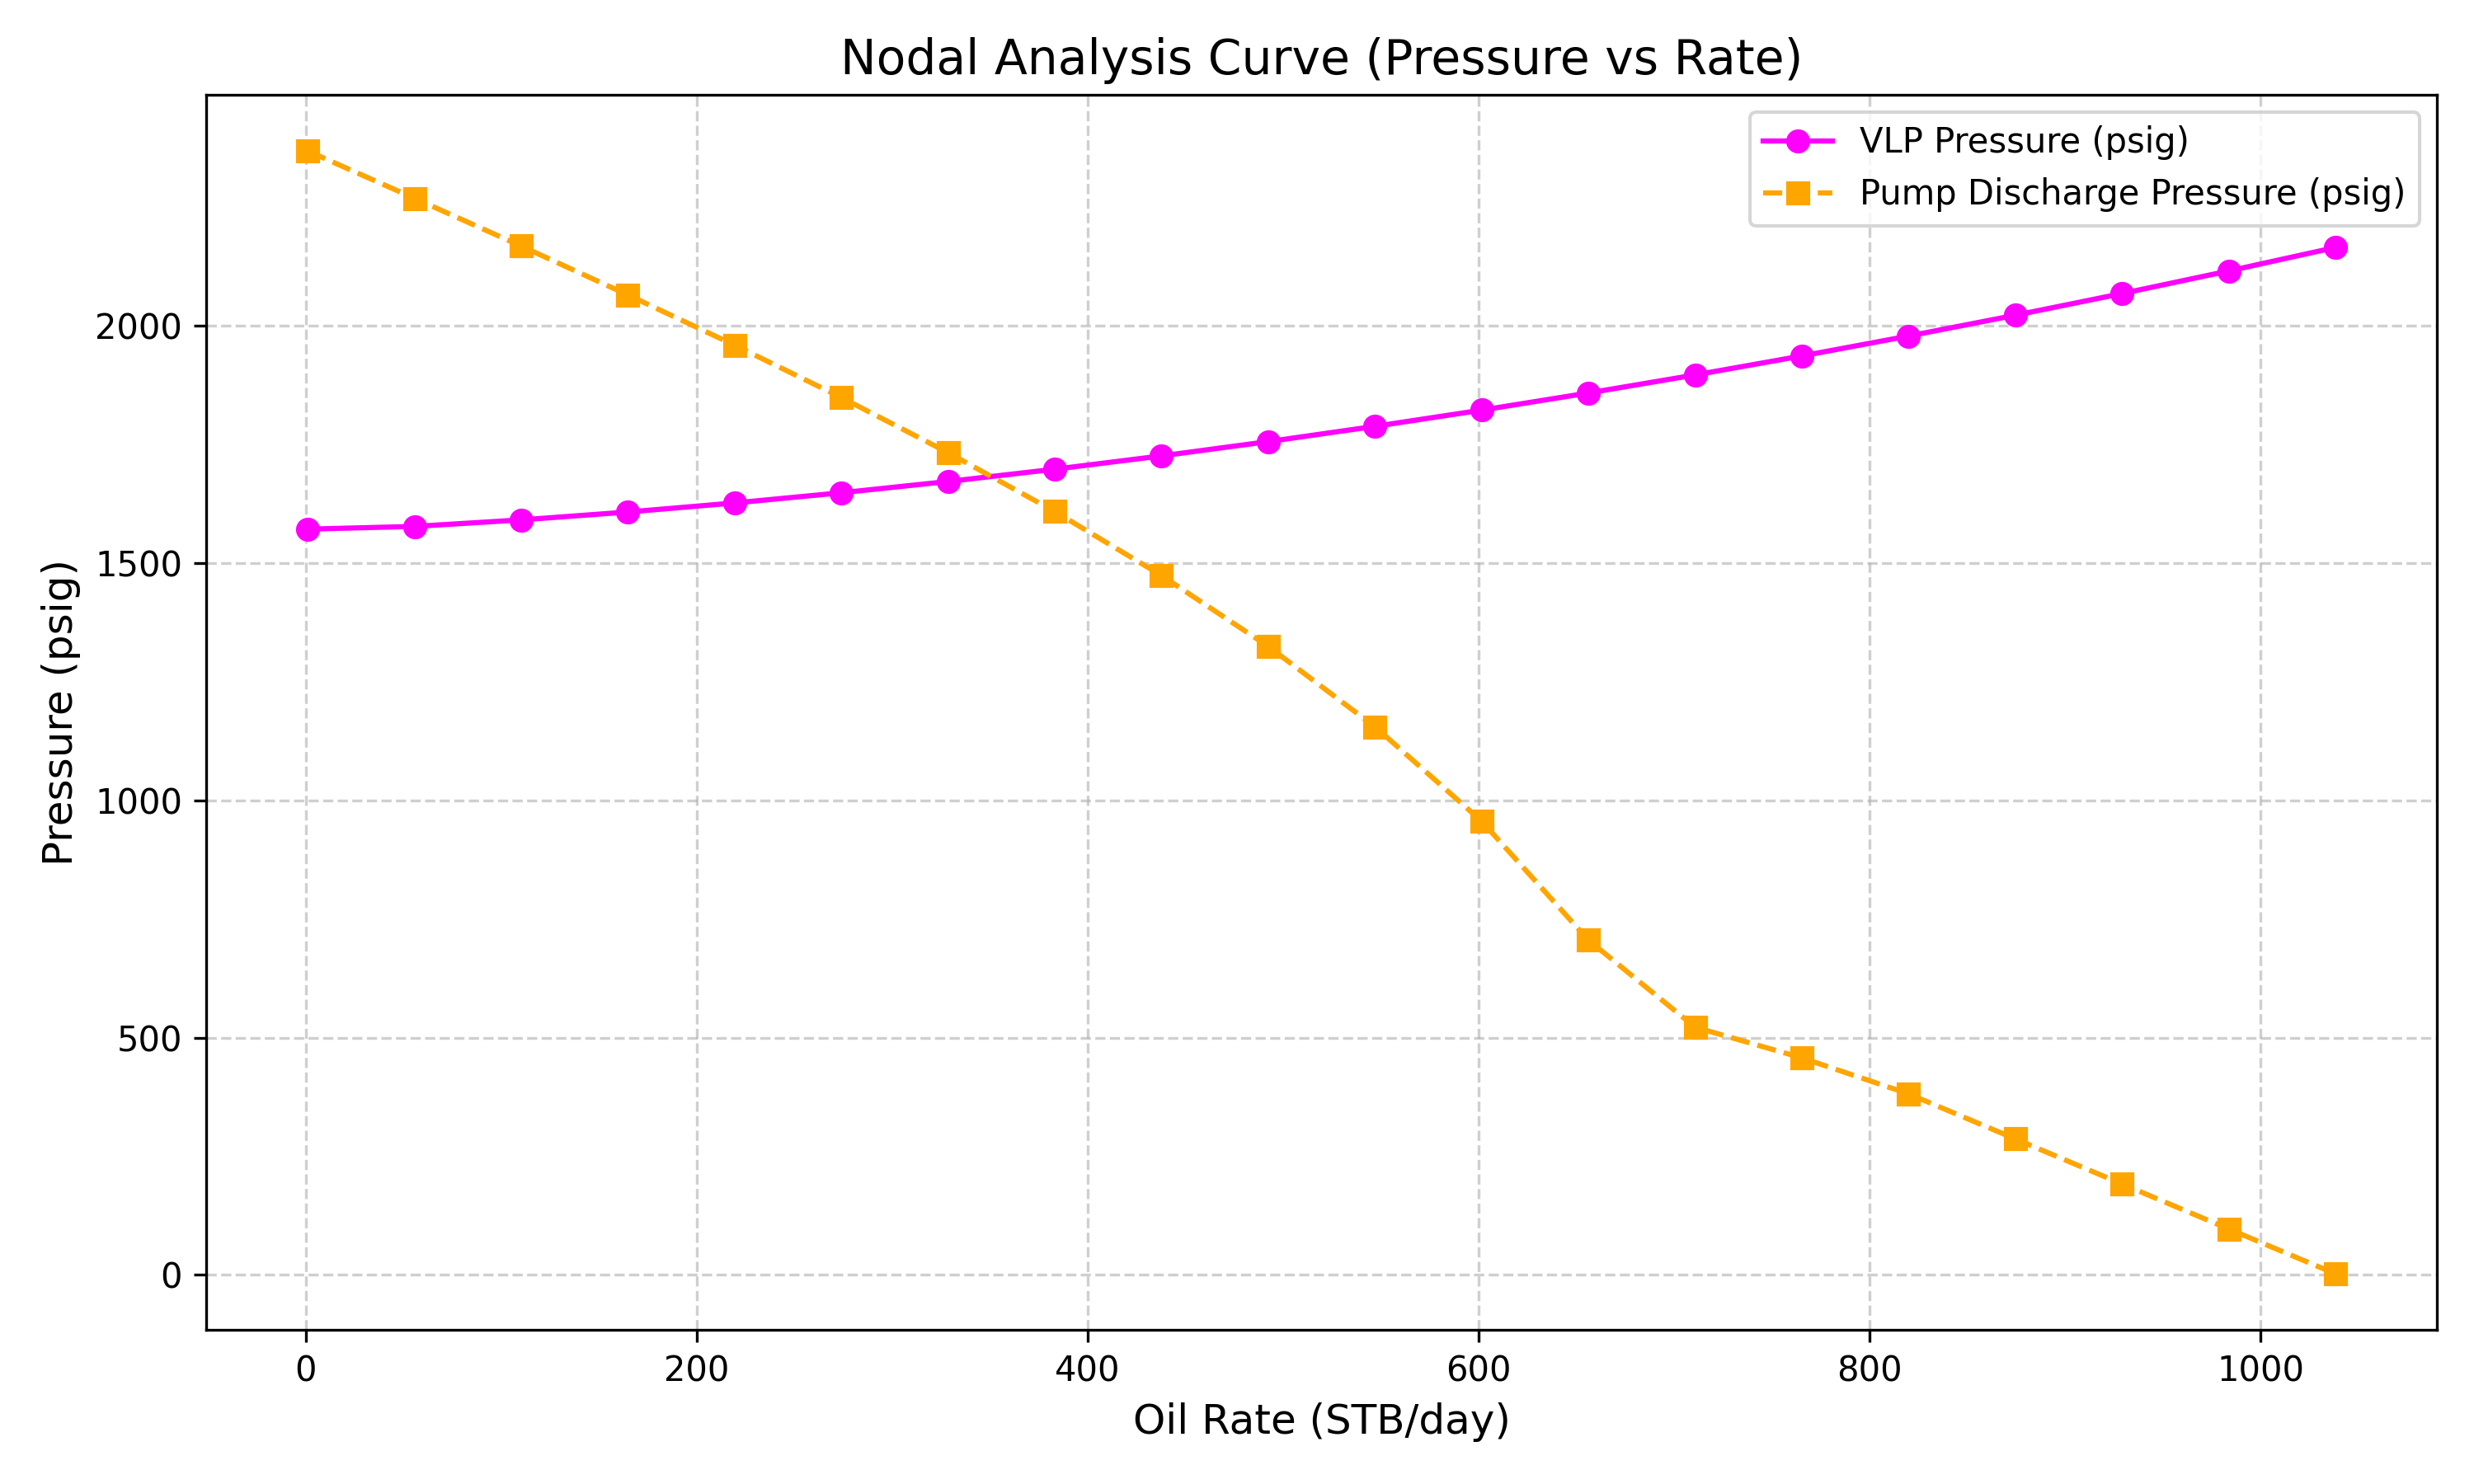 Nodal Analysis Curve (Pressure vs Rate)
VLP Pressure (psig)
Pump Discharge Pressure (psig)
Pressure (psig)
2000
1500
1000
500
0
0 200 400 600 800 1000
Oil Rate (STB/day)